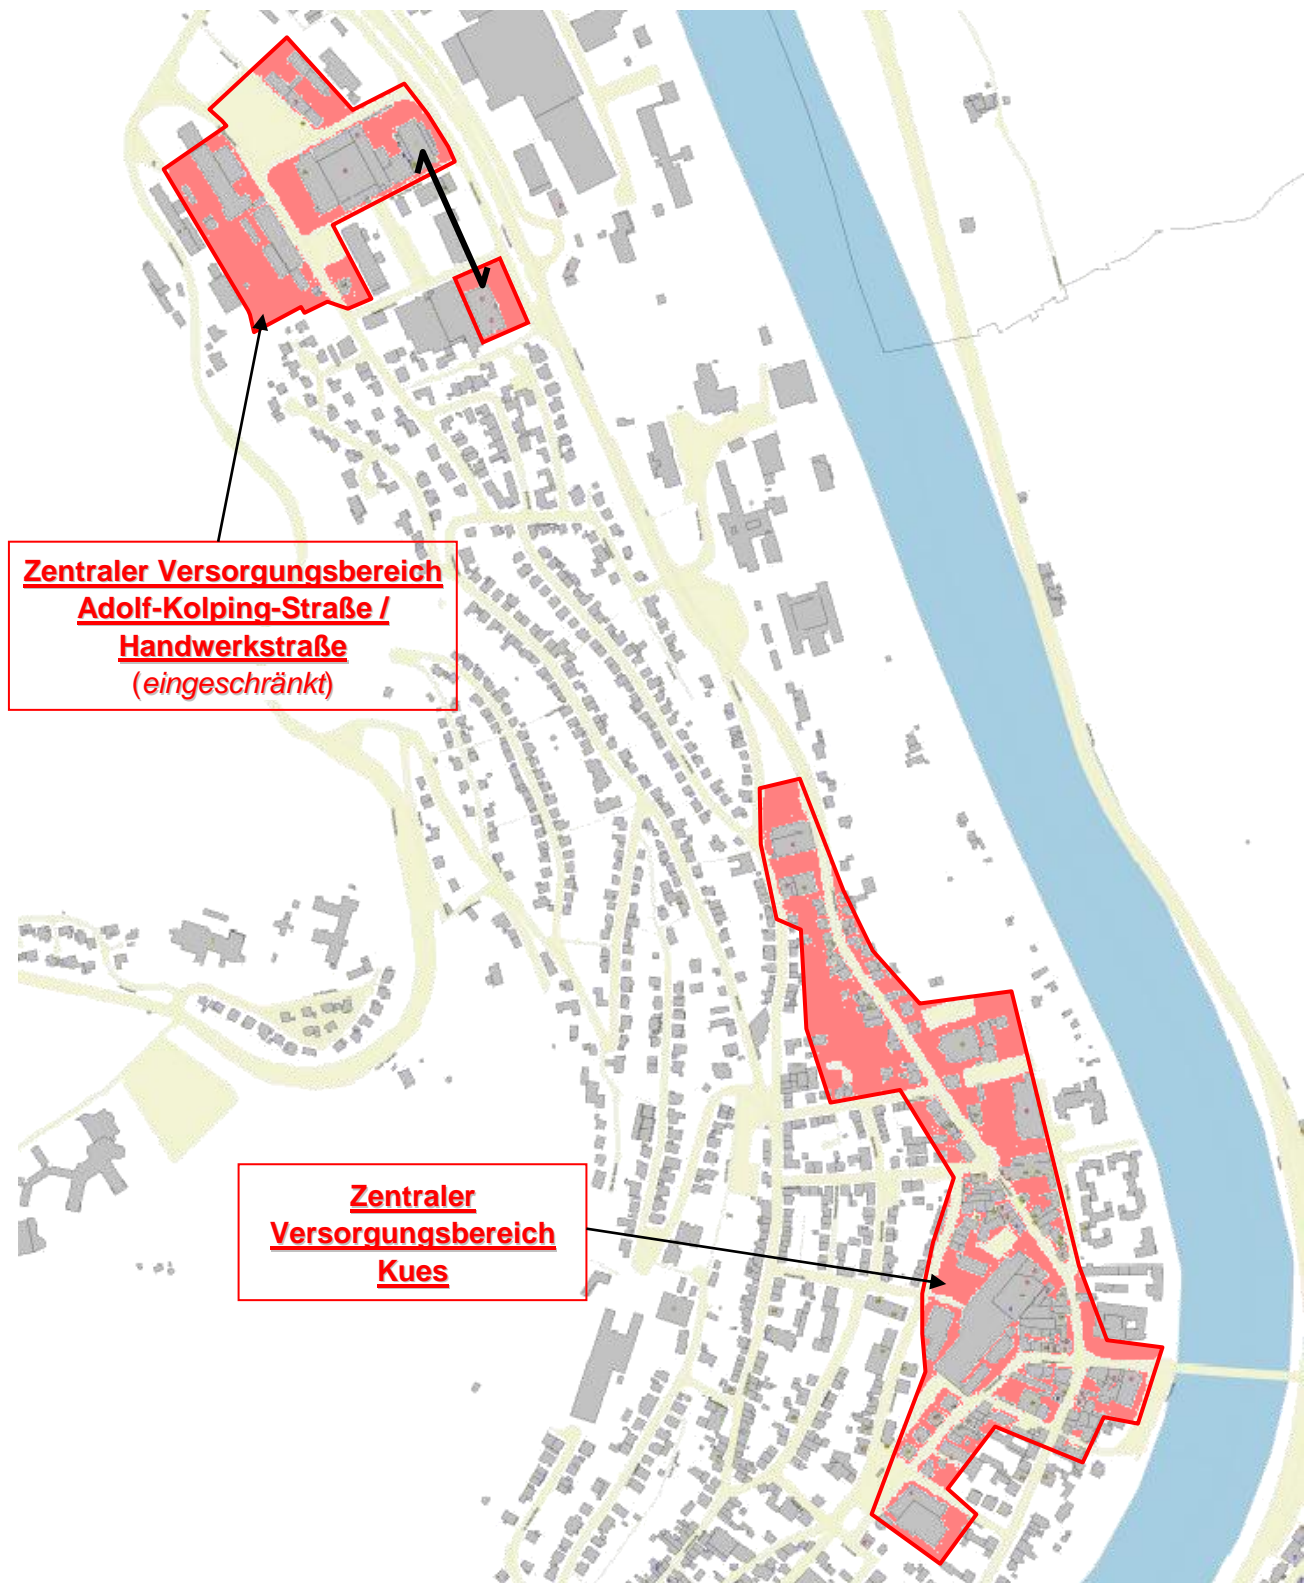 Zentraler Versorgungsbereich
Adolf-Kolping-Straße /
Handwerkstraße
(eingeschränkt)
Zentraler
Versorgungsbereich
Kues